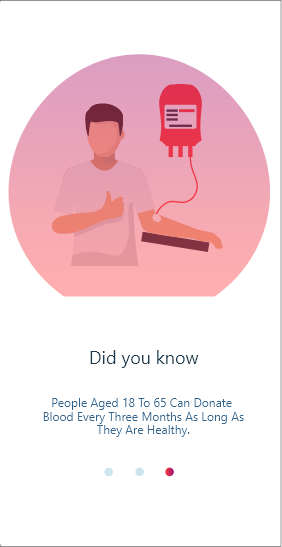 Did you know
People Aged 18 To 65 Can Donate
Blood Every Three Months As Long As
They Are Healthy.